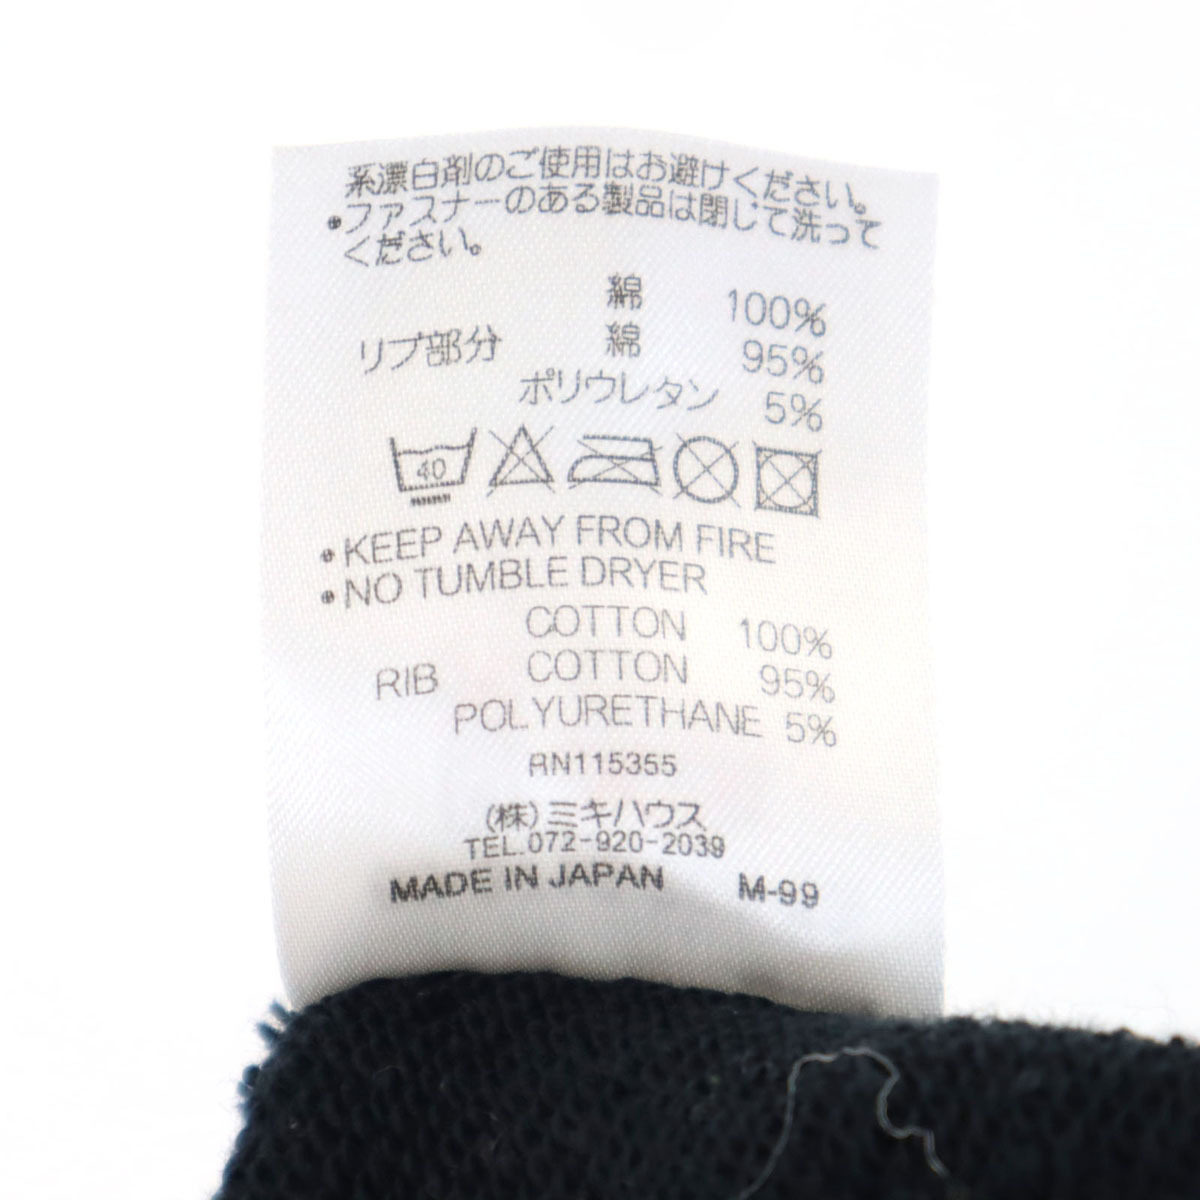 系漂白剤のご使用はお避けください。
・ファスナーのある製品は閉じて洗って
ください。
綿 100%
リブ部分 綿 95%
ポリウレタン 5%
40
・KEEP AWAY FROM FIRE
・NO TUMBLE DRYER
COTTON 100%
RIB COTTON 95%
POLYURETHANE 5%
RN115355
(株)ミキハウス
TEL.072-920-2039
MADE IN JAPAN M-99